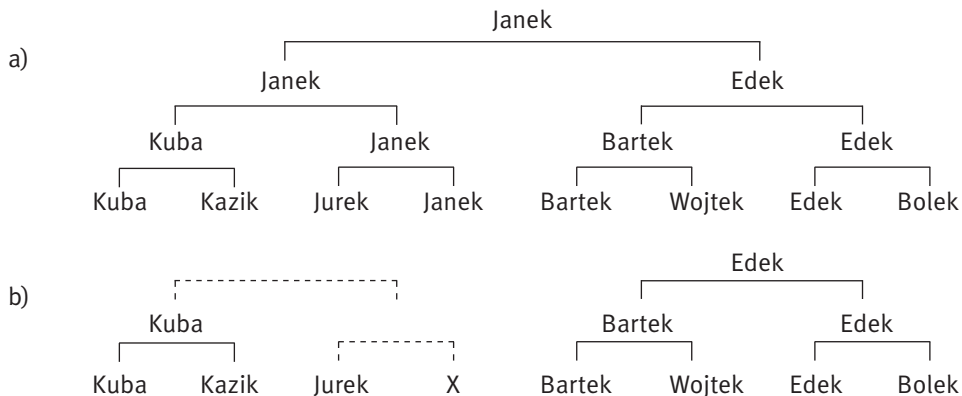 Janek
a)
Janek Edek
Kuba Janek Bartek Edek
Kuba Kazik Jurek Janek Bartek Wojtek Edek Bolek
Edek
b)
Kuba Bartek Edek
Kuba Kazik Jurek X Bartek Wojtek Edek Bolek